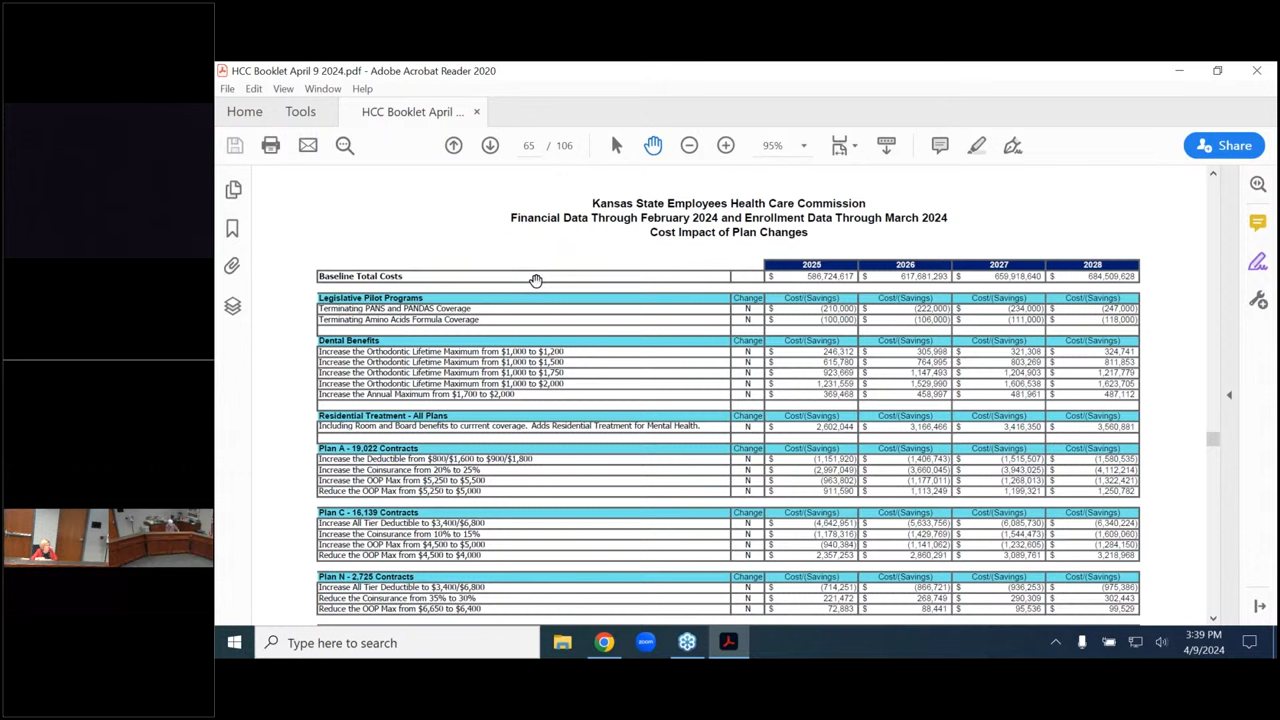 HCC Booklet April 9 2024.pdf - Adobe Acrobat Reader 2020
File Edit View Window Help
Home Tools HCC Booklet April ... ×
65 / 106 95% Share
Kansas State Employees Health Care Commission
Financial Data Through February 2024 and Enrollment Data Through March 2024
Cost Impact of Plan Changes
2025 2026 2027 2028
Baseline Total Costs $ 586,724,617 $ 617,681,293 $ 659,918,640 $ 684,509,628
Legislative Pilot Programs Change Cost/(Savings) Cost/(Savings) Cost/(Savings) Cost/(Savings)
Terminating PANS and PANDAS Coverage N $ (210,000) $ (222,000) $ (234,000) $ (247,000)
Terminating Amino Acids Formula Coverage N $ (100,000) $ (106,000) $ (111,000) $ (118,000)
Dental Benefits Change Cost/(Savings) Cost/(Savings) Cost/(Savings) Cost/(Savings)
Increase the Orthodontic Lifetime Maximum from $1,000 to $1,200 N $ 246,312 $ 305,998 $ 321,308 $ 324,741
Increase the Orthodontic Lifetime Maximum from $1,000 to $1,500 N $ 615,780 $ 764,995 $ 803,269 $ 811,853
Increase the Orthodontic Lifetime Maximum from $1,000 to $1,750 N $ 923,669 $ 1,147,493 $ 1,204,903 $ 1,217,779
Increase the Orthodontic Lifetime Maximum from $1,000 to $2,000 N $ 1,231,559 $ 1,529,990 $ 1,606,538 $ 1,623,705
Increase the Annual Maximum from $1,700 to $2,000 N $ 369,468 $ 458,997 $ 481,961 $ 487,112
Residential Treatment - All Plans Change Cost/(Savings) Cost/(Savings) Cost/(Savings) Cost/(Savings)
Including Room and Board benefits to currrent coverage. Adds Residential Treatment for Mental Health. N $ 2,602,044 $ 3,166,466 $ 3,416,350 $ 3,560,881
Plan A - 19,022 Contracts Change Cost/(Savings) Cost/(Savings) Cost/(Savings) Cost/(Savings)
Increase the Deductible from $800/$1,600 to $900/$1,800 N $ (1,151,920) $ (1,406,743) $ (1,515,507) $ (1,580,535)
Increase the Coinsurance from 20% to 25% N $ (2,997,049) $ (3,660,045) $ (3,943,025) $ (4,112,214)
Increase the OOP Max from $5,250 to $5,500 N $ (963,802) $ (1,177,011) $ (1,268,013) $ (1,322,421)
Reduce the OOP Max from $5,250 to $5,000 N $ 911,590 $ 1,113,249 $ 1,199,321 $ 1,250,782
Plan C - 16,139 Contracts Change Cost/(Savings) Cost/(Savings) Cost/(Savings) Cost/(Savings)
Increase All Tier Deductible to $3,400/$6,800 N $ (4,642,951) $ (5,633,756) $ (6,085,730) $ (6,340,224)
Increase the Coinsurance from 10% to 15% N $ (1,178,316) $ (1,429,769) $ (1,544,473) $ (1,609,060)
Increase the OOP Max from $4,500 to $5,000 N $ (940,384) $ (1,141,062) $ (1,232,605) $ (1,284,150)
Reduce the OOP Max from $4,500 to $4,000 N $ 2,357,253 $ 2,860,291 $ 3,089,761 $ 3,218,968
Plan N - 2,725 Contracts Change Cost/(Savings) Cost/(Savings) Cost/(Savings) Cost/(Savings)
Increase All Tier Deductible to $3,400/$6,800 N $ (714,251) $ (866,721) $ (936,253) $ (975,386)
Reduce the Coinsurance from 35% to 30% N $ 221,472 $ 268,749 $ 290,309 $ 302,443
Reduce the OOP Max from $6,650 to $6,400 N $ 72,883 $ 88,441 $ 95,536 $ 99,529
Type here to search
zoom
3:39 PM
4/9/2024